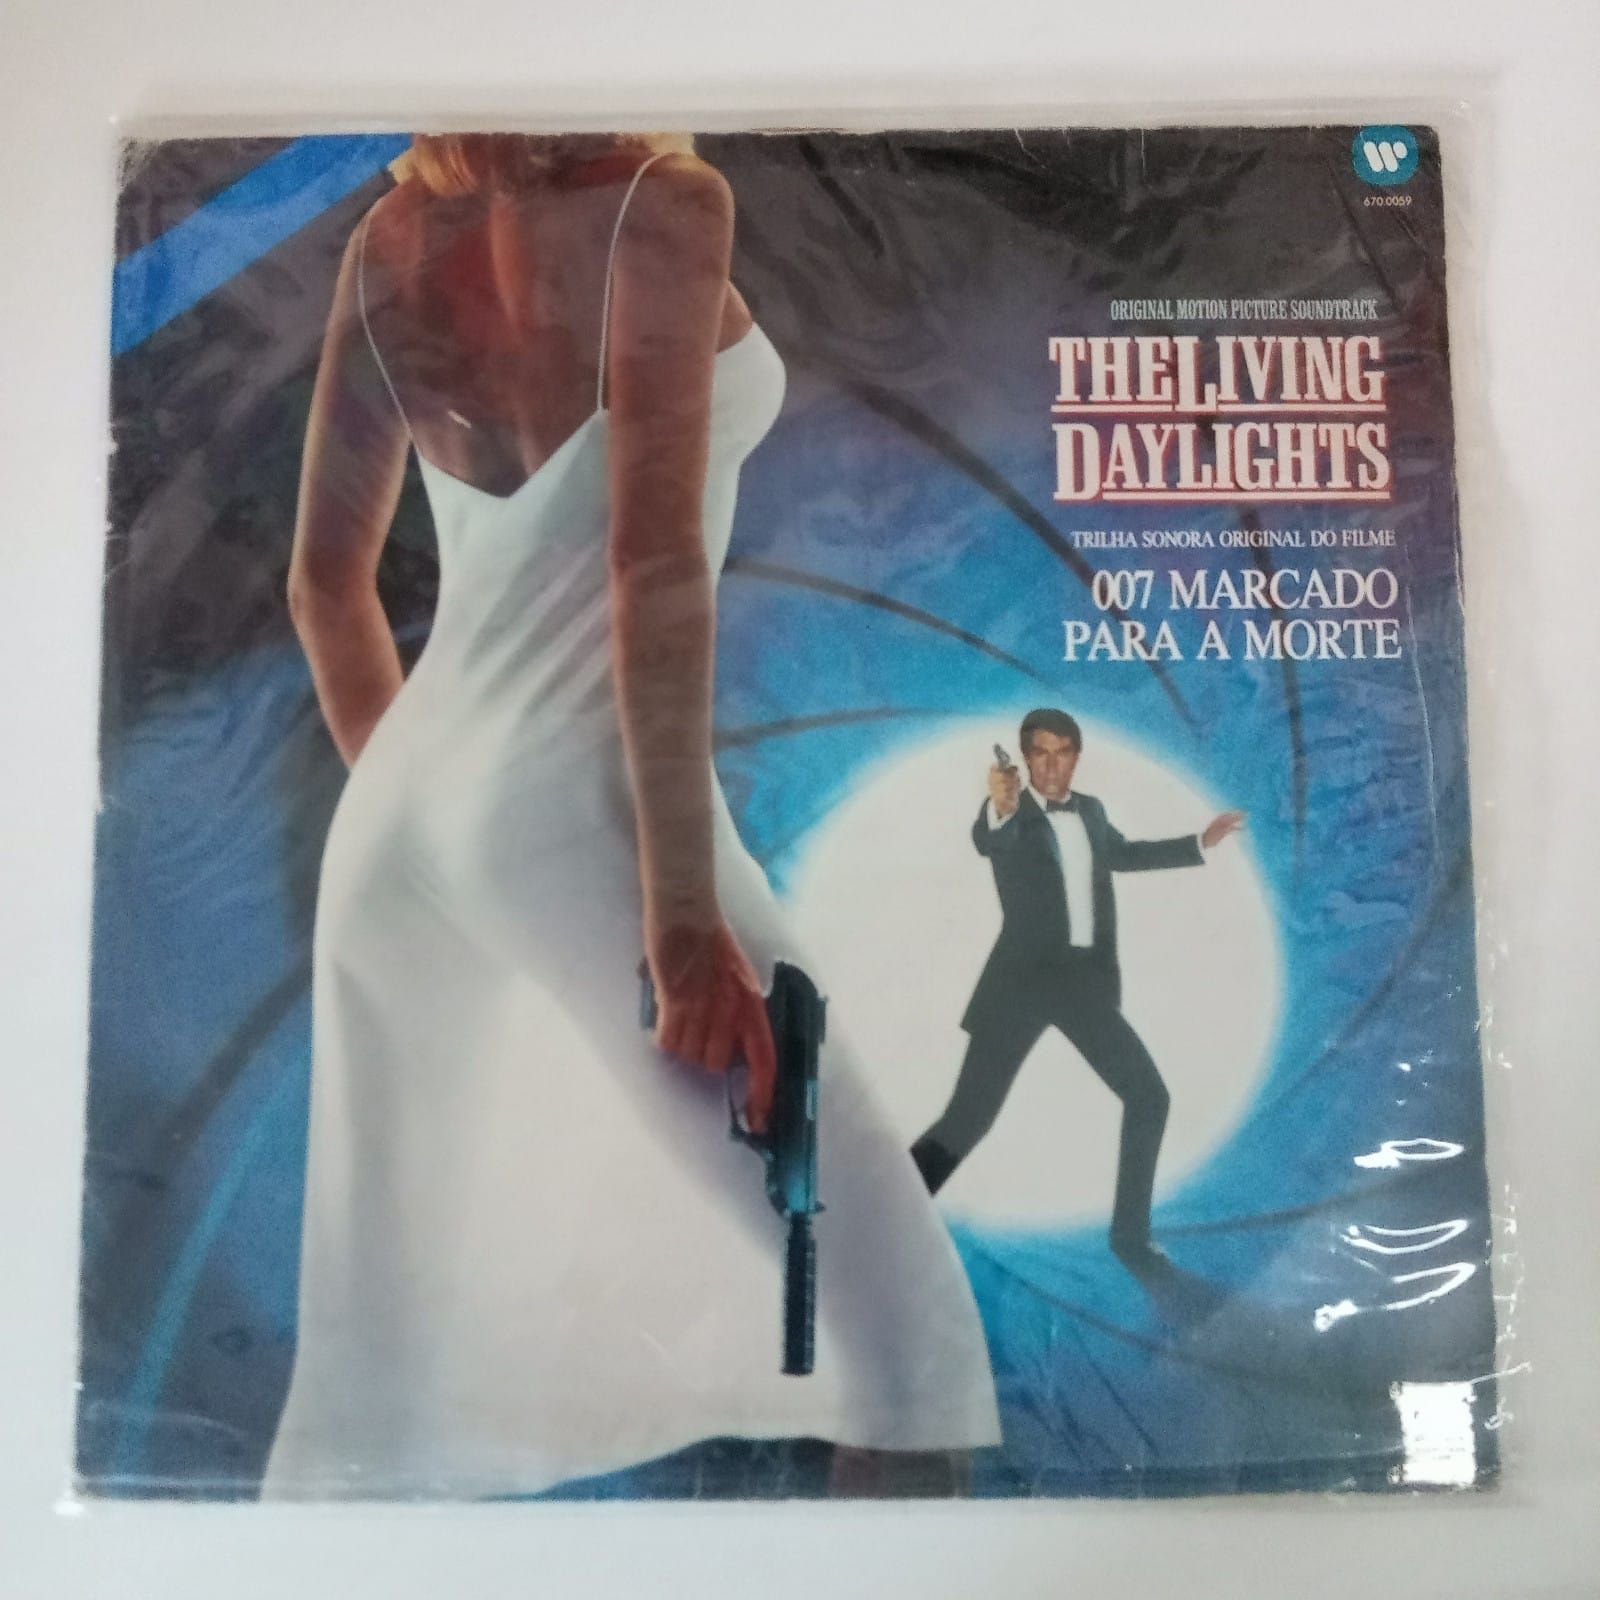 W
670.0059
ORIGINAL MOTION PICTURE SOUNDTRACK
THE LIVING
DAYLIGHTS
TRILHA SONORA ORIGINAL DO FILME
007 MARCADO
PARA A MORTE